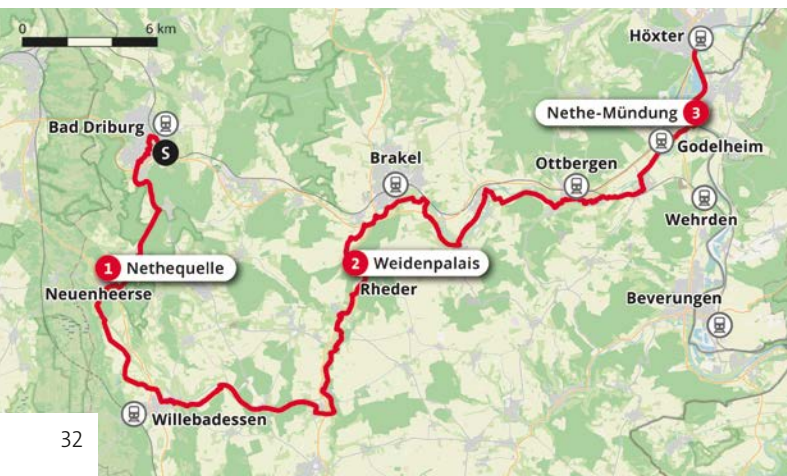 0 6 km
Höxter
Nethe-Mündung 3
Bad Driburg
S
Godelheim
Brakel
Ottbergen
Wehrden
1 Nethequelle
2 Weidenpalais
Neuenheerse
Rheder
Beverungen
Willebadessen
32